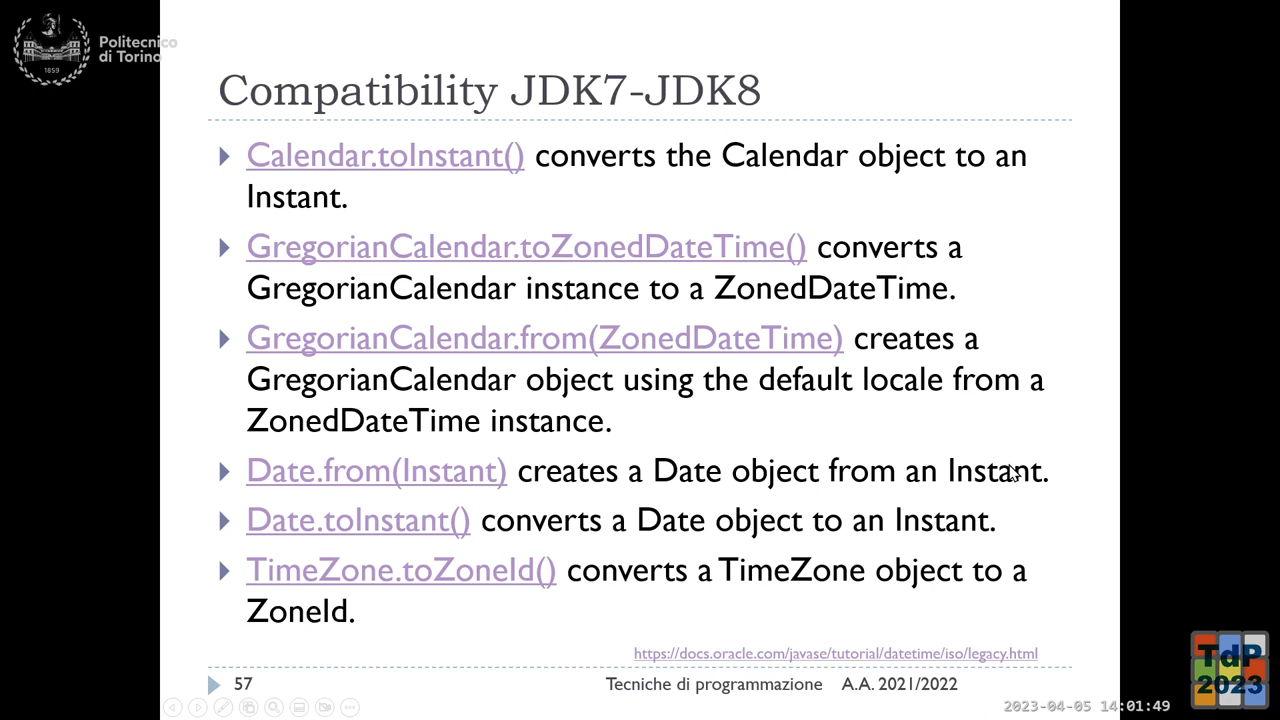 Politecnico
di Torino
1859
Compatibility JDK7-JDK8
Calendar.toInstant() converts the Calendar object to an
Instant.
GregorianCalendar.toZonedDateTime() converts a
GregorianCalendar instance to a ZonedDateTime.
GregorianCalendar.from(ZonedDateTime) creates a
GregorianCalendar object using the default locale from a
ZonedDateTime instance.
Date.from(Instant) creates a Date object from an Instant.
Date.toInstant() converts a Date object to an Instant.
TimeZone.toZoneId() converts a TimeZone object to a
ZoneId.
https://docs.oracle.com/javase/tutorial/datetime/iso/legacy.html
57 Tecniche di programmazione A.A. 2021/2022
TdP
2023
2023-04-05 14:01:49